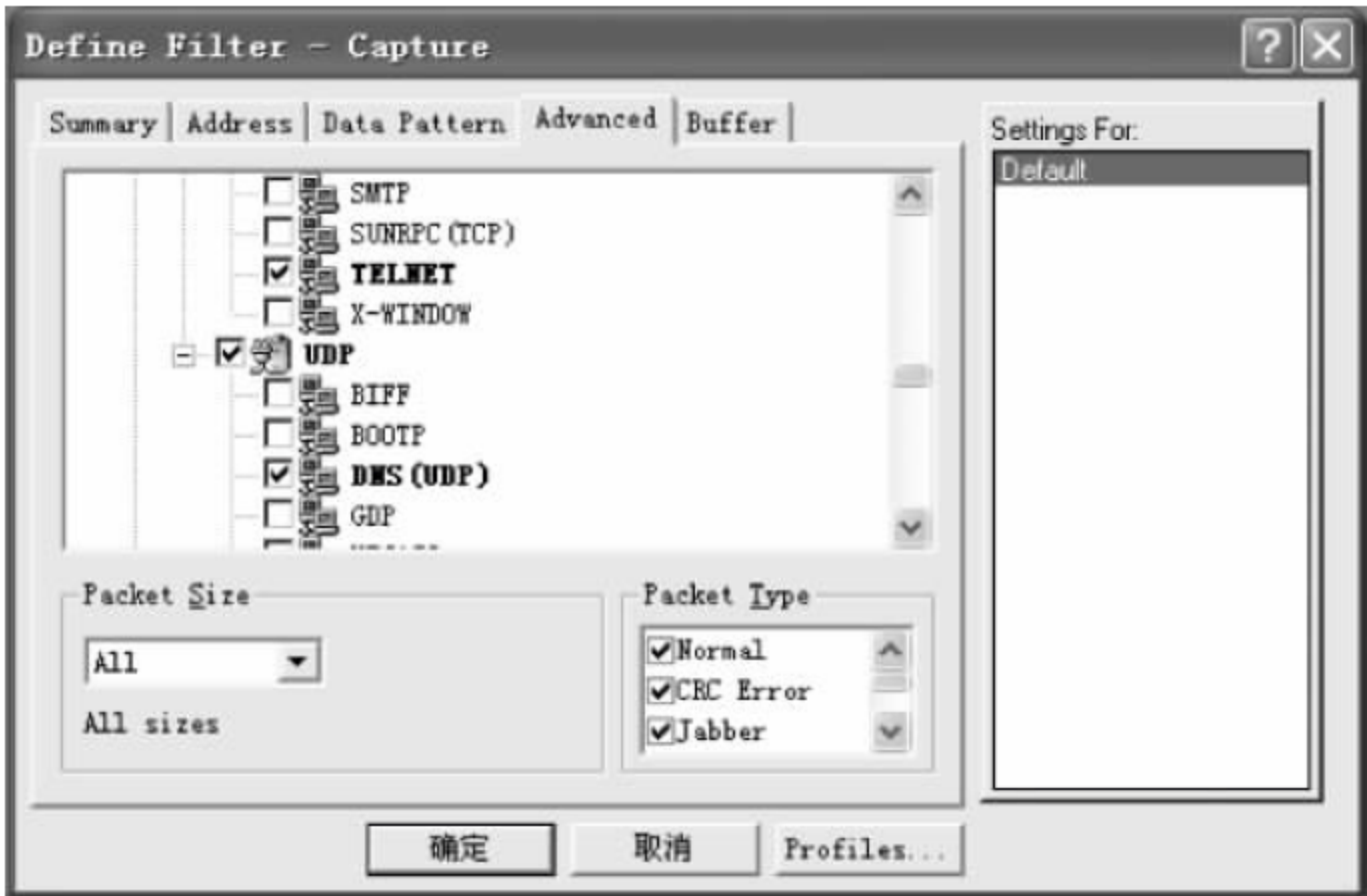 Define Filter - Capture
Summary Address Data Pattern Advanced Buffer
Settings For:
Default
SMTP
SUNRPC(TCP)
TELNET
X-WINDOW
UDP
BIFF
BOOTP
DNS(UDP)
GDP
Packet Size
All
All sizes
Packet Type
Normal
CRC Error
Jabber
确定 取消 Profiles...